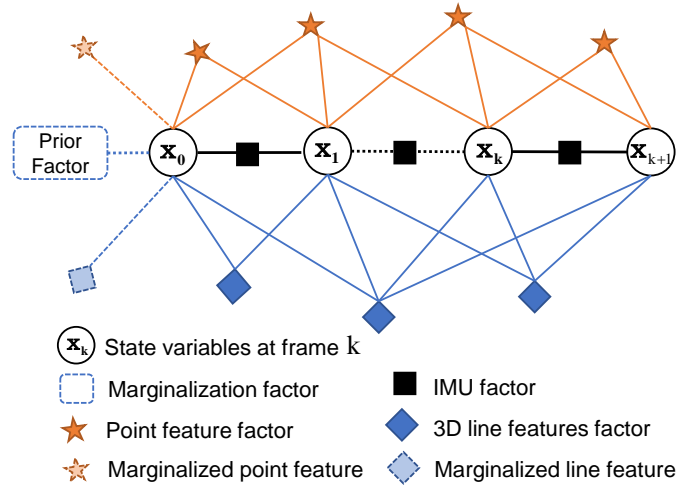 Prior
Factor
x0
x1
xk
xk+1
xk State variables at frame k
Marginalization factor
IMU factor
Point feature factor
3D line features factor
Marginalized point feature
Marginalized line feature